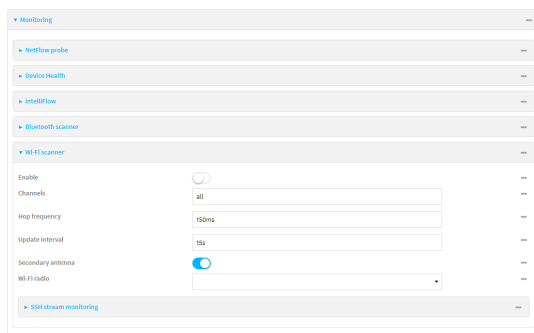 Monitoring
NetFlow probe
Device Health
IntelliFlow
Bluetooth scanner
Wi-Fi scanner
Enable
Channels
all
Hop frequency
150ms
Update interval
15s
Secondary antenna
Wi-Fi radio
SSH stream monitoring